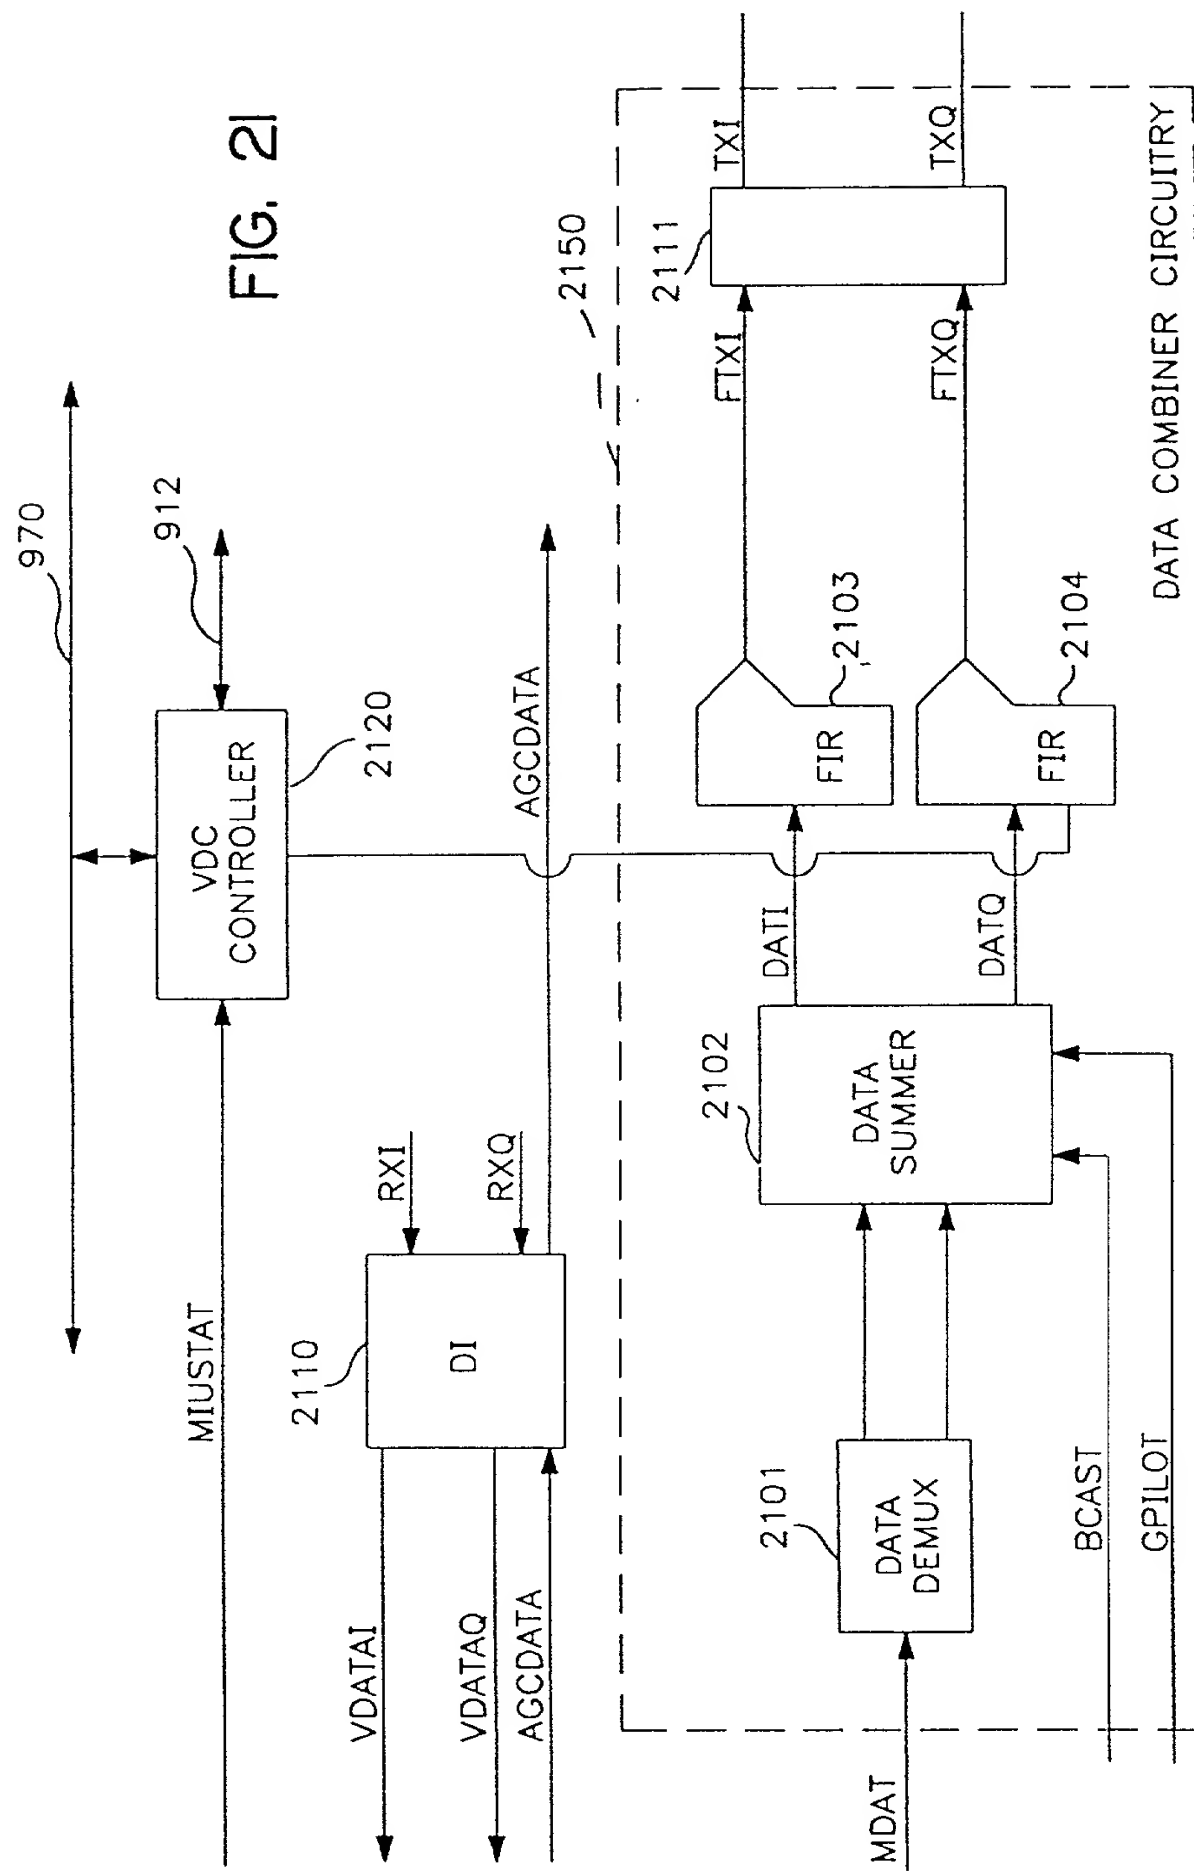 FIG. 21
970
912
VDC
CONTROLLER
2120
MIUSTAT
AGCDATA
RXI
RXQ
2110
DI
VDATAI
VDATAQ
AGCDATA
2150
TXI
TXQ
2111
FTXI
FTXQ
2103
FIR
2104
FIR
DATI
DATQ
2102
DATA
SUMMER
2101
DATA
DEMUX
MDAT
BCAST
GPILOT
DATA COMBINER CIRCUITRY